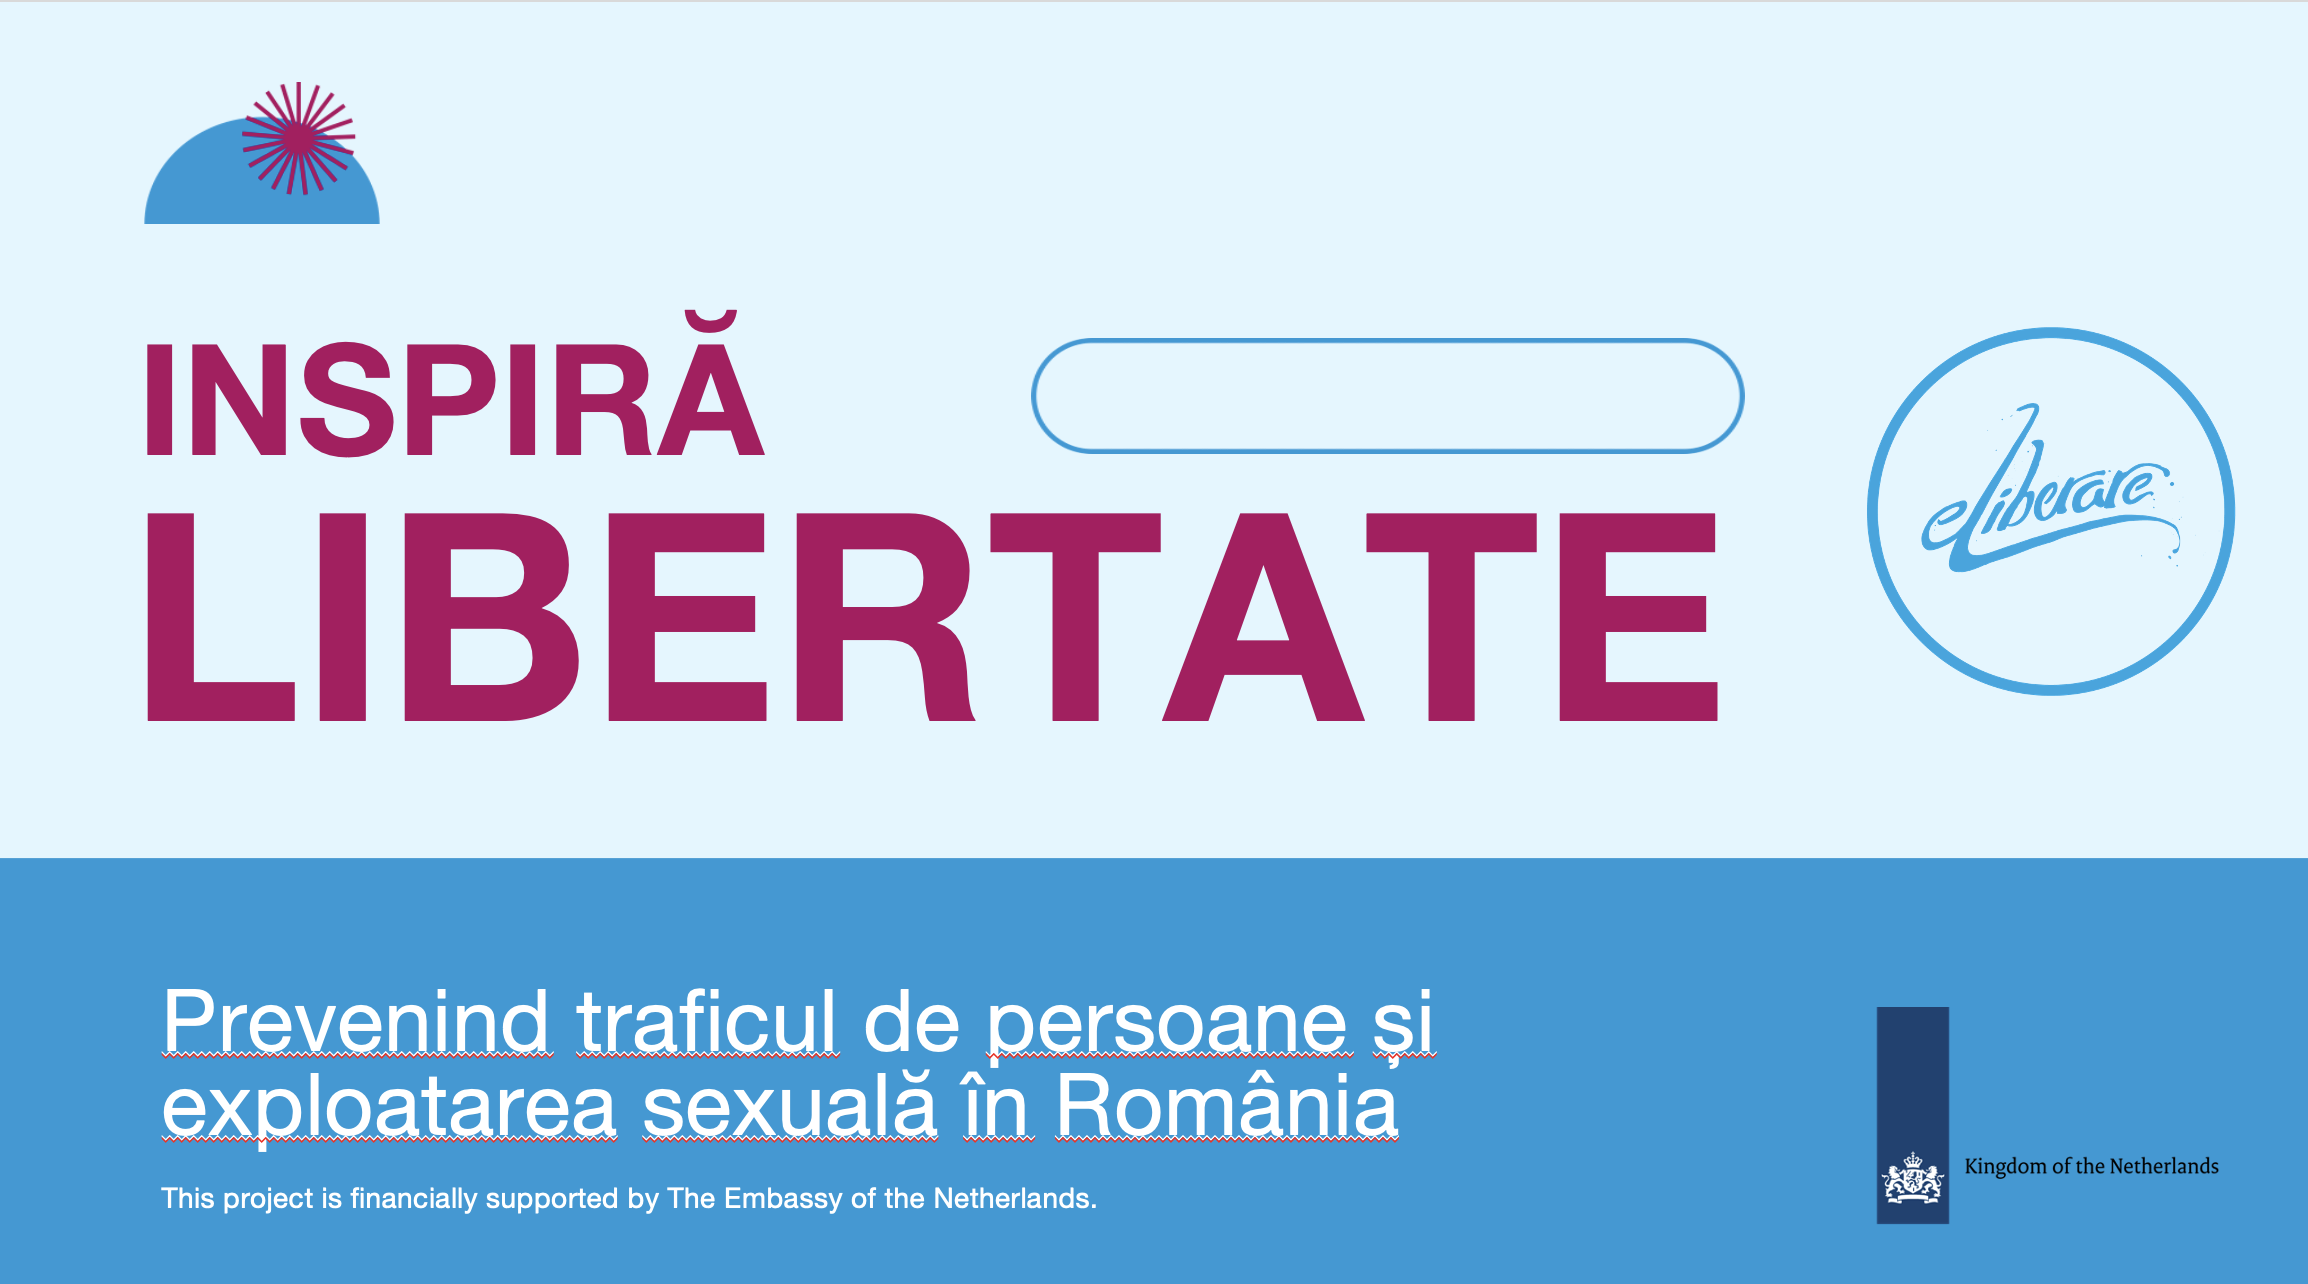 INSPIRĂ
LIBERTATE
eliberare
Prevenind traficul de persoane și
exploatarea sexuală în România
This project is financially supported by The Embassy of the Netherlands.
Kingdom of the Netherlands